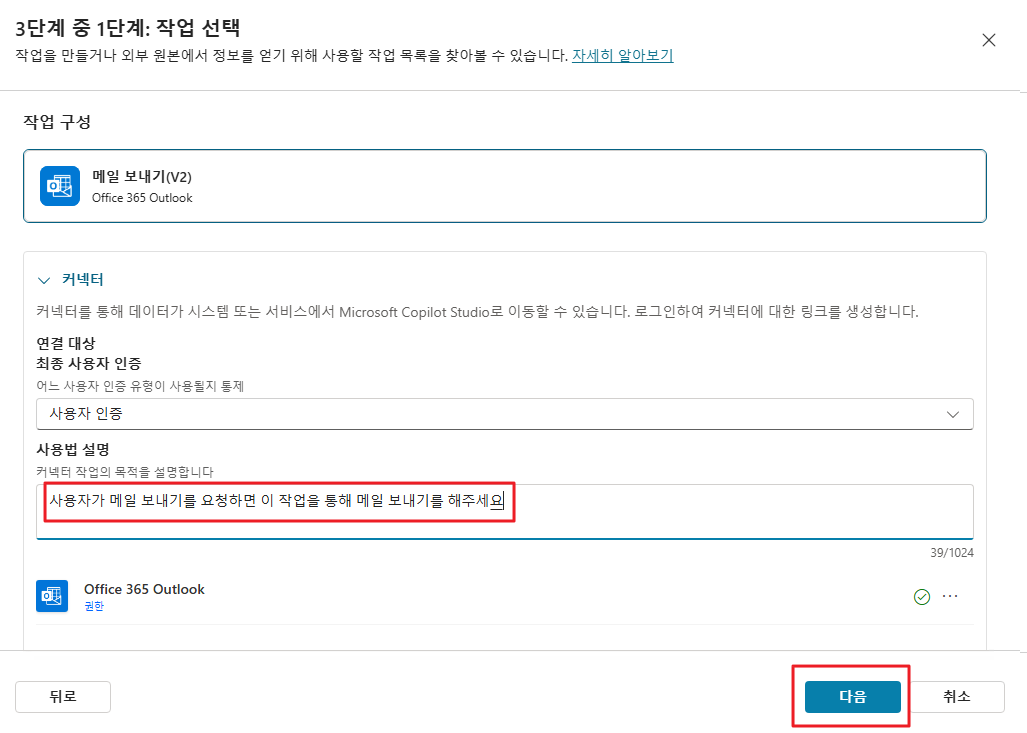 3단계 중 1단계: 작업 선택
작업을 만들거나 외부 원본에서 정보를 얻기 위해 사용할 작업 목록을 찾아볼 수 있습니다. 자세히 알아보기
작업 구성
메일 보내기(V2)
Office 365 Outlook
커넥터
커넥터를 통해 데이터가 시스템 또는 서비스에서 Microsoft Copilot Studio로 이동할 수 있습니다. 로그인하여 커넥터에 대한 링크를 생성합니다.
연결 대상
최종 사용자 인증
어느 사용자 인증 유형이 사용될지 통제
사용자 인증
사용법 설명
커넥터 작업의 목적을 설명합니다
사용자가 메일 보내기를 요청하면 이 작업을 통해 메일 보내기를 해주세요
39/1024
Office 365 Outlook
권한
뒤로
다음
취소